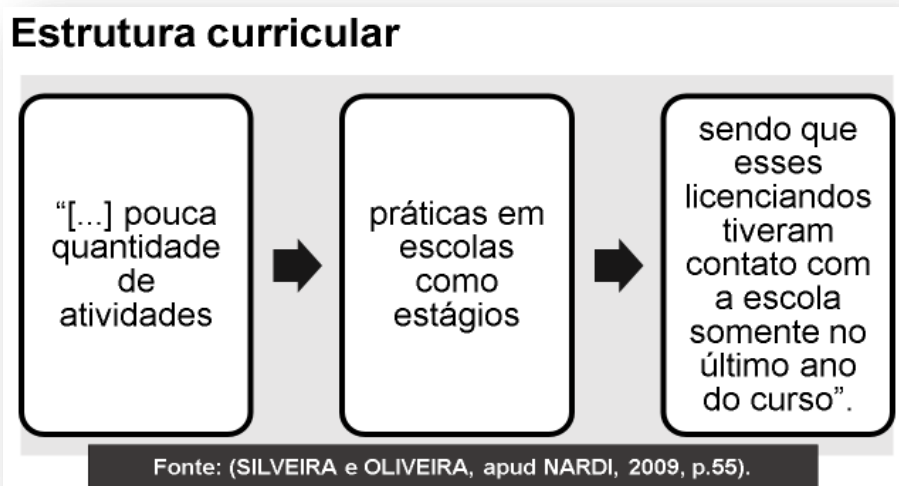 Estrutura curricular
“[...] pouca
quantidade
de
atividades
práticas em
escolas
como
estágios
sendo que
esses
licenciandos
tiveram
contato com
a escola
somente no
último ano
do curso”.
Fonte: (SILVEIRA e OLIVEIRA, apud NARDI, 2009, p.55).